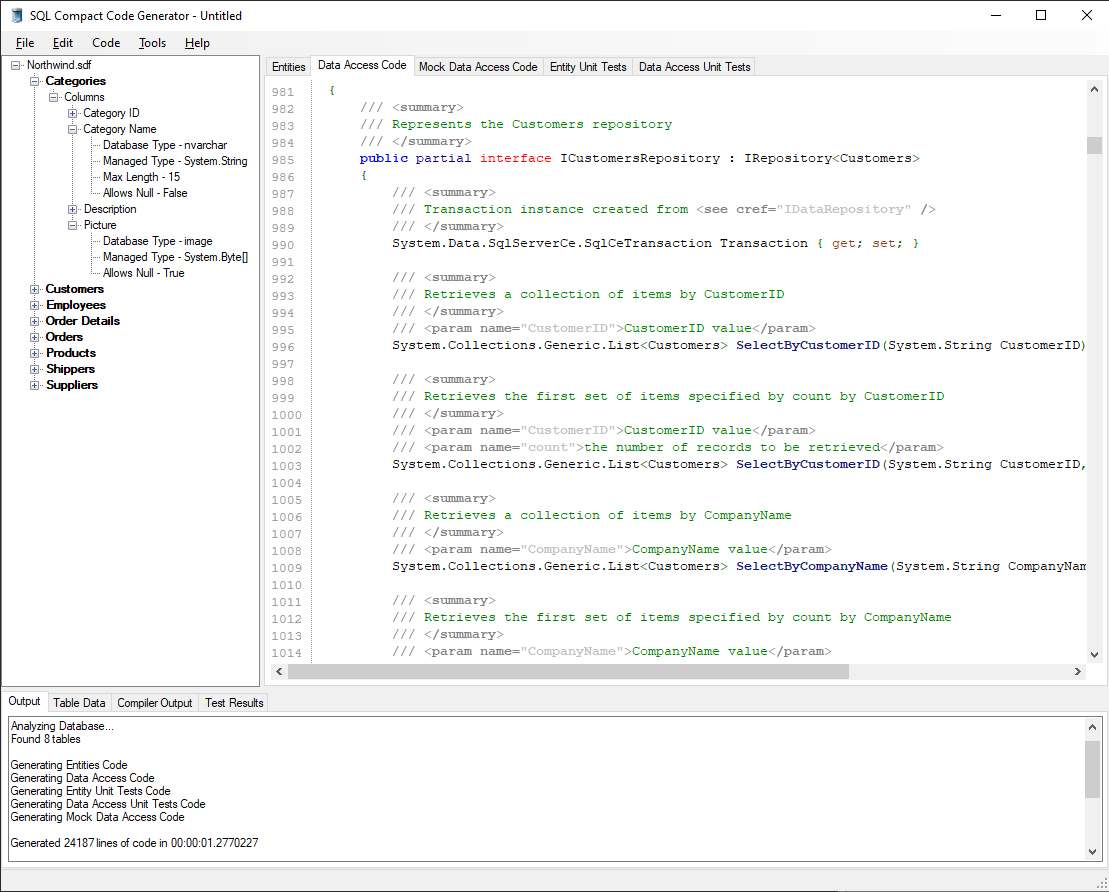 SQL Compact Code Generator - Untitled
File Edit Code Tools Help
Northwind.sdf
Categories
Columns
Category ID
Category Name
Database Type - nvarchar
Managed Type - System.String
Max Length - 15
Allows Null - False
Description
Picture
Database Type - image
Managed Type - System.Byte[]
Allows Null - True
Customers
Employees
Order Details
Orders
Products
Shippers
Suppliers
Entities Data Access Code Mock Data Access Code Entity Unit Tests Data Access Unit Tests
981 {
982 /// <summary>
983 /// Represents the Customers repository
984 /// </summary>
985 public partial interface ICustomersRepository : IRepository<Customers>
986 {
987 /// <summary>
988 /// Transaction instance created from <see cref="IDataRepository" />
989 /// </summary>
990 System.Data.SqlServerCe.SqlCeTransaction Transaction { get; set; }
991
992 /// <summary>
993 /// Retrieves a collection of items by CustomerID
994 /// </summary>
995 /// <param name="CustomerID">CustomerID value</param>
996 System.Collections.Generic.List<Customers> SelectByCustomerID(System.String CustomerID)
997
998 /// <summary>
999 /// Retrieves the first set of items specified by count by CustomerID
1000 /// </summary>
1001 /// <param name="CustomerID">CustomerID value</param>
1002 /// <param name="count">the number of records to be retrieved</param>
1003 System.Collections.Generic.List<Customers> SelectByCustomerID(System.String CustomerID,
1004
1005 /// <summary>
1006 /// Retrieves a collection of items by CompanyName
1007 /// </summary>
1008 /// <param name="CompanyName">CompanyName value</param>
1009 System.Collections.Generic.List<Customers> SelectByCompanyName(System.String CompanyNam
1010
1011 /// <summary>
1012 /// Retrieves the first set of items specified by count by CompanyName
1013 /// </summary>
1014 /// <param name="CompanyName">CompanyName value</param>
Output Table Data Compiler Output Test Results
Analyzing Database...
Found 8 tables
Generating Entities Code
Generating Data Access Code
Generating Entity Unit Tests Code
Generating Data Access Unit Tests Code
Generating Mock Data Access Code
Generated 24187 lines of code in 00:00:01.2770227